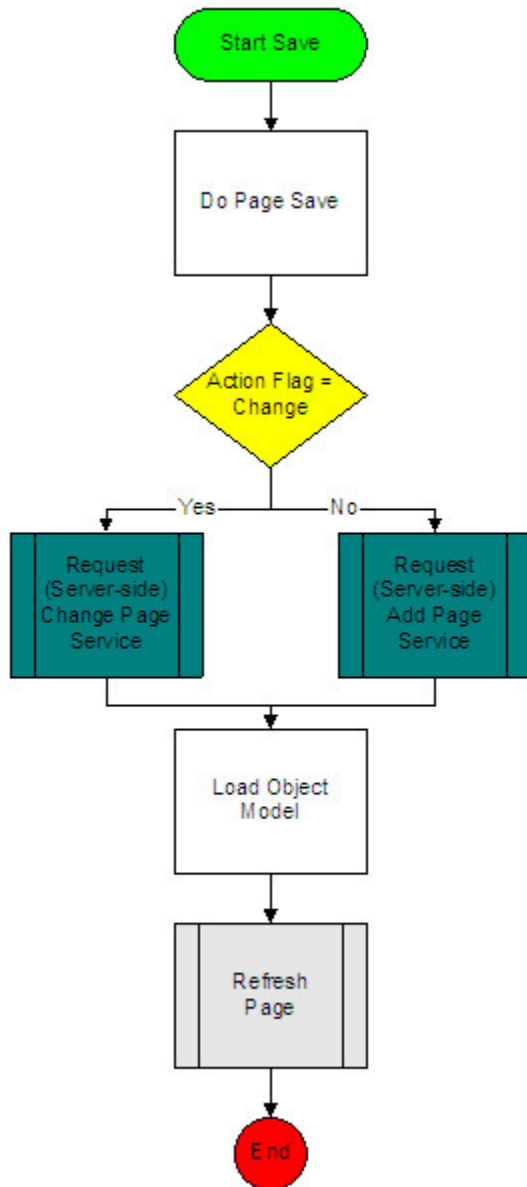 Start Save
Do Page Save
Action Flag =
Change
Yes
No
Request
(Server-side)
Change Page
Service
Request
(Server-side)
Add Page
Service
Load Object
Model
Refresh
Page
End